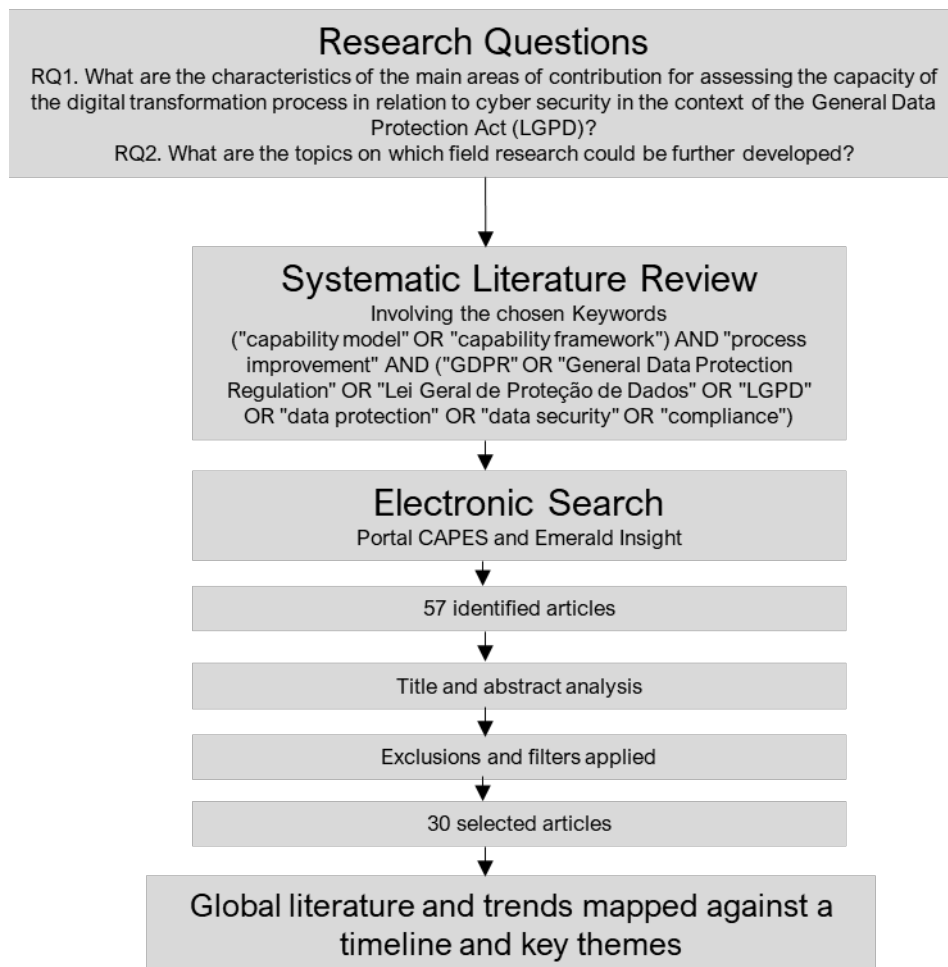 Research Questions
RQ1. What are the characteristics of the main areas of contribution for assessing the capacity of
the digital transformation process in relation to cyber security in the context of the General Data
Protection Act (LGPD)?
RQ2. What are the topics on which field research could be further developed?
Systematic Literature Review
Involving the chosen Keywords
("capability model" OR "capability framework") AND "process
improvement" AND ("GDPR" OR "General Data Protection
Regulation" OR "Lei Geral de Proteção de Dados" OR "LGPD"
OR "data protection" OR "data security" OR "compliance")
Electronic Search
Portal CAPES and Emerald Insight
57 identified articles
Title and abstract analysis
Exclusions and filters applied
30 selected articles
Global literature and trends mapped against a
timeline and key themes